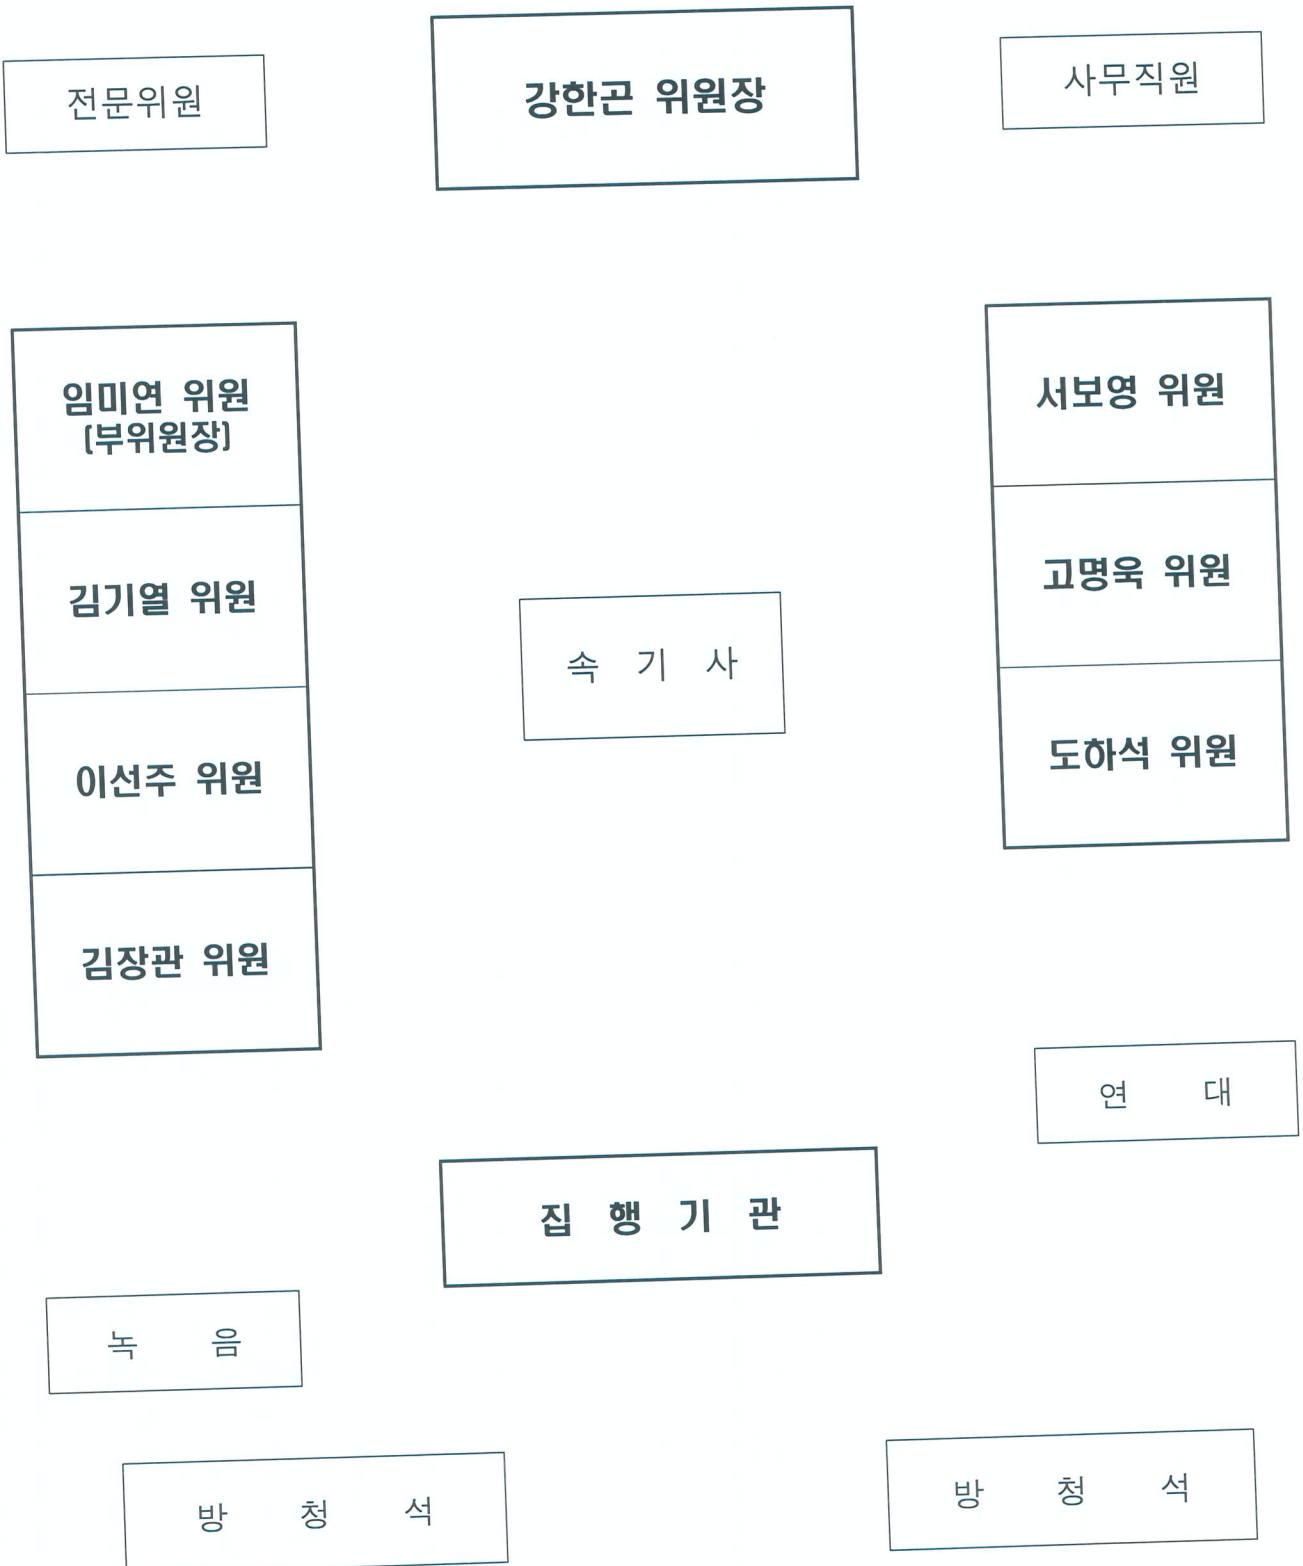 전문위원
강한곤 위원장
사무직원
임미연 위원
(부위원장)
김기열 위원
이선주 위원
김장관 위원
서보영 위원
고명욱 위원
도하석 위원
속 기 사
연 대
집 행 기 관
녹 음
방 청 석
방 청 석